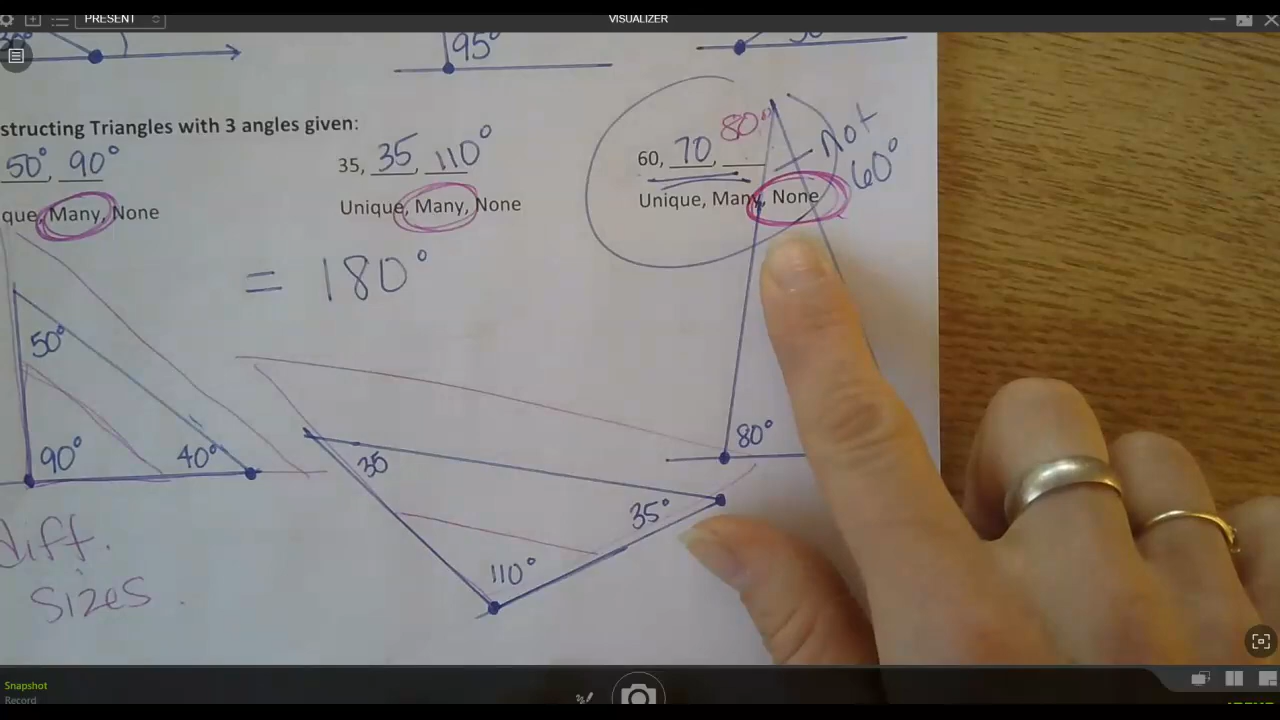 PRESENT
VISUALIZER
95°
structing Triangles with 3 angles given:
50°, 90°
que, Many, None
35, 35, 110°
Unique, Many, None
60, 70, 80°
Unique, Many, None
not
60°
= 180°
50°
90°
40°
diff.
sizes
35
35°
110°
80°
Snapshot
Record